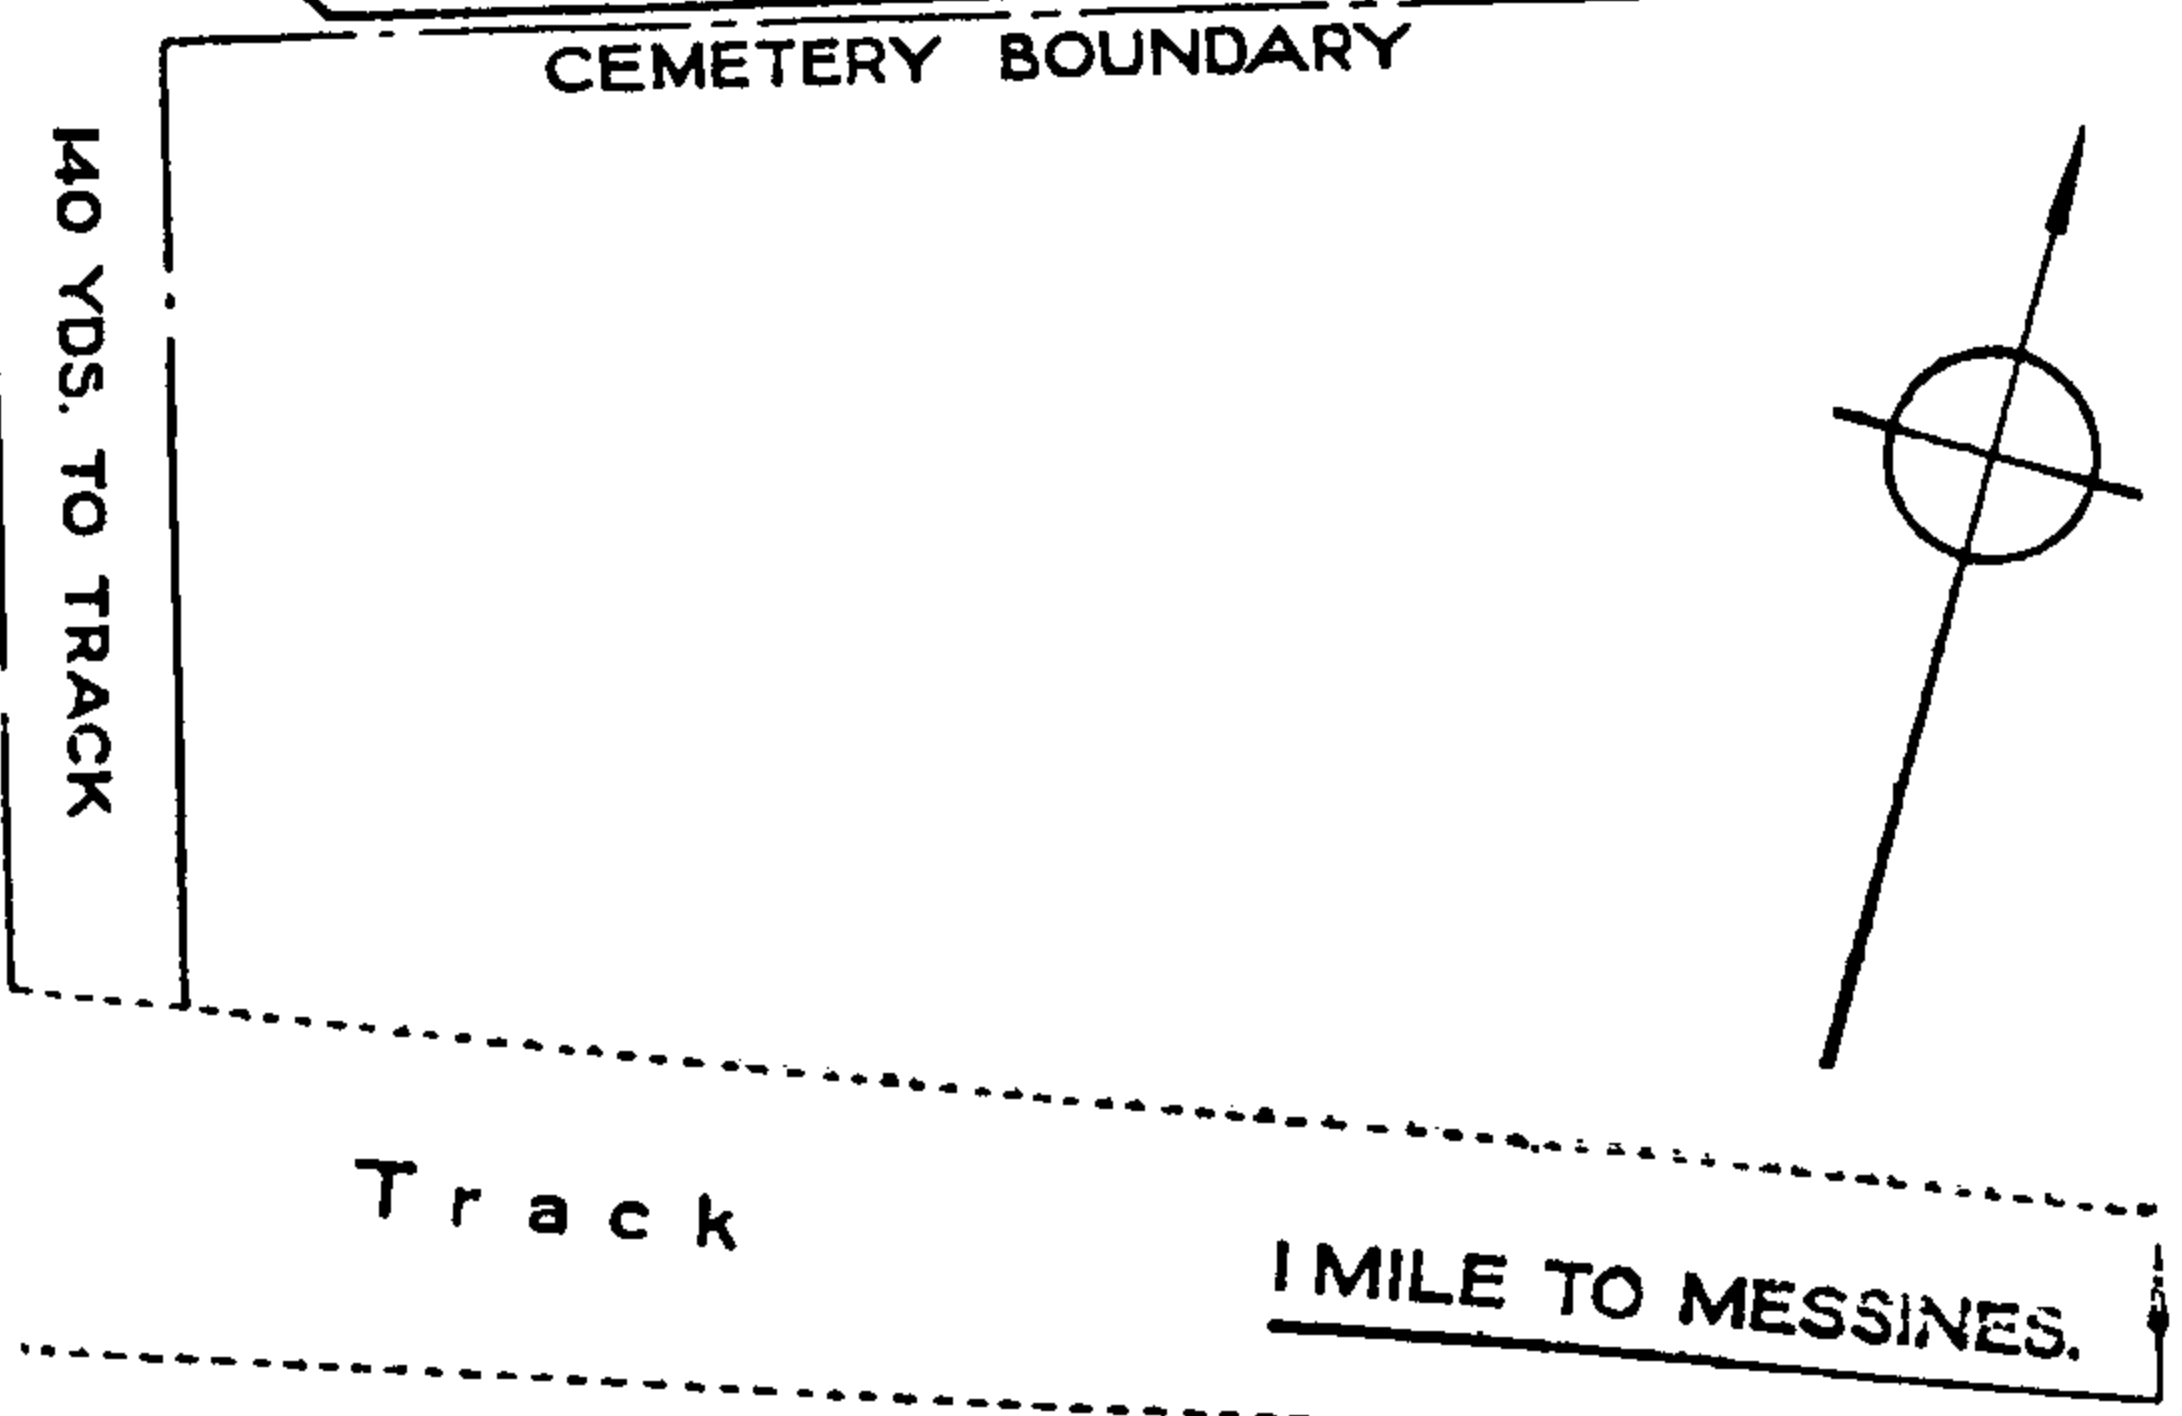 CEMETERY BOUNDARY
140 YDS. TO TRACK
Track
1 MILE TO MESSINES.